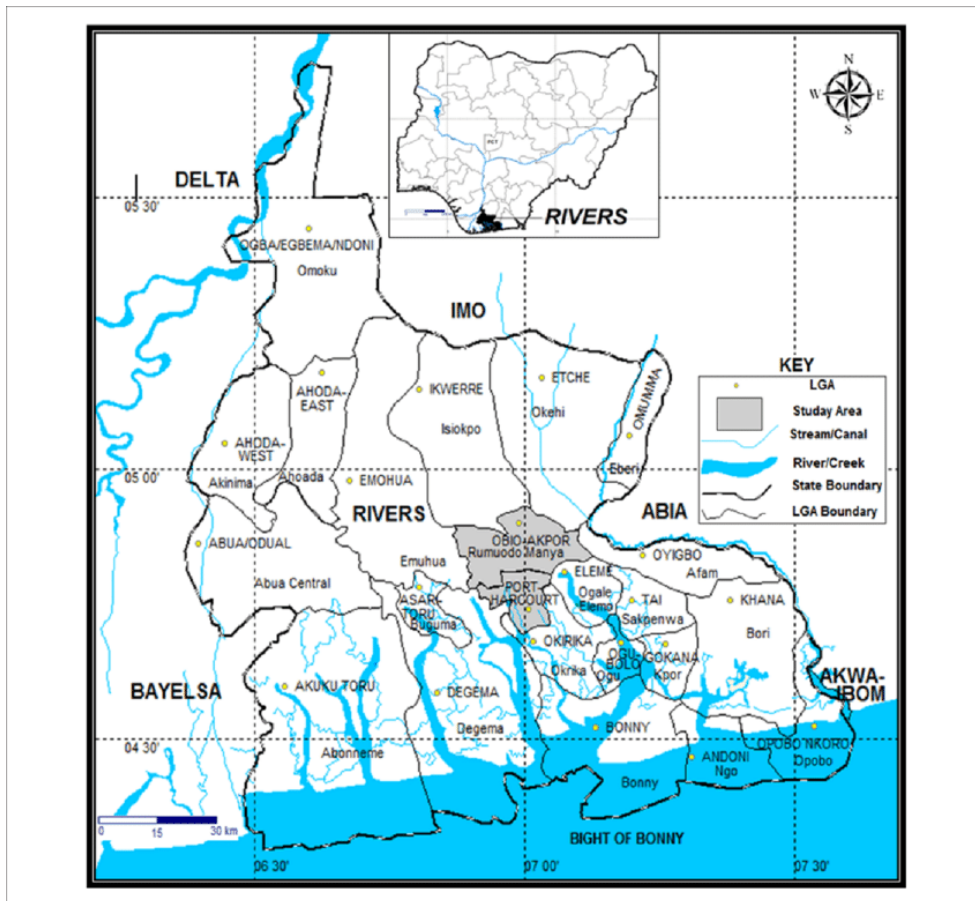 N
W E
S
RIVERS
DELTA
05 30'
OGBA/EGBEMA/NDONI
Omoku
IMO
KEY
LGA
Studay Area
Stream/Canal
River/Creek
State Boundary
LGA Boundary
AHODA-
EAST
IKWERRE
Isiokpo
ETCHE
Okehi
OMUMMA
Eberi
AHODA-
WEST
Akinima
Ahoada
05 00'
EMOHUA
RIVERS
ABIA
ABUA/ODUAL
Abua Central
Emuhua
OBIO-AKPOR
Rumuodo Manya
OYIGBO
Afam
ELEME
Ogale
Elemo
TAI
Sakpenwa
KHANA
Bori
ASARI-
TORU
Buguma
PORT
HARCOURT
OKIRIKA
Okrika
OGU-
BOLO
Ogu
GOKANA
Kpor
BAYELSA
AKUKU TORU
DEGEMA
Degema
Abonneme
BONNY
Bonny
AKWA-
IBOM
OPOBO NKORO
Opobo
ANDONI
Ngo
04 30'
0 15 30 km
BIGHT OF BONNY
06 30'
07 00'
07 30'